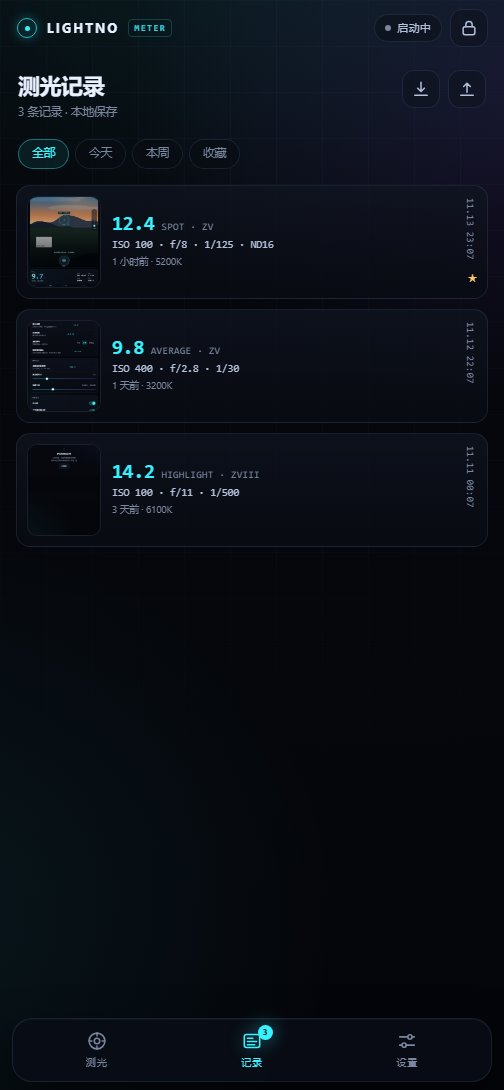 LIGHTNO METER
启动中
测光记录
3 条记录 · 本地保存
全部 今天 本周 收藏
9.7
12.4 SPOT · ZV
ISO 100 · f/8 · 1/125 · ND16
1 小时前 · 5200K
11.13 23:07
9.8 AVERAGE · ZV
ISO 400 · f/2.8 · 1/30
1 天前 · 3200K
11.12 22:07
14.2 HIGHLIGHT · ZVIII
ISO 100 · f/11 · 1/500
3 天前 · 6100K
11.11 00:07
3
测光 记录 设置